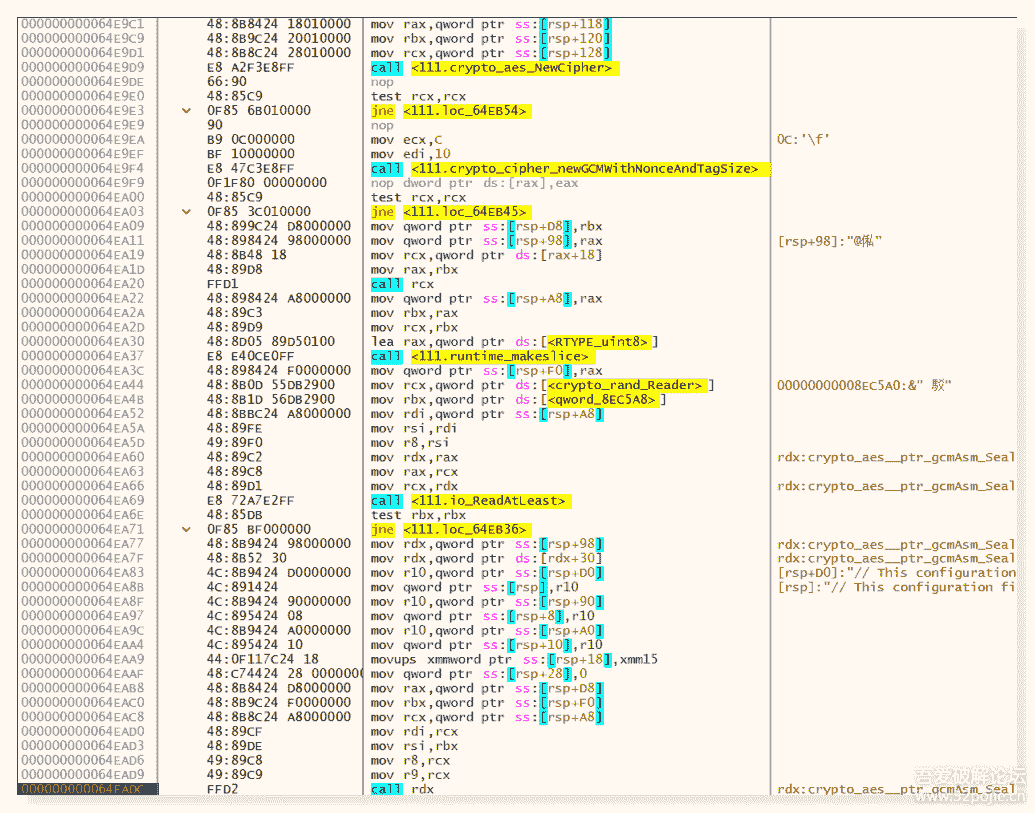 000000000064E9C1 48:8B8424 18010000 mov rax,qword ptr ss:[rsp+118]
000000000064E9C9 48:8B9C24 20010000 mov rbx,qword ptr ss:[rsp+120]
000000000064E9D1 48:8B8C24 28010000 mov rcx,qword ptr ss:[rsp+128]
000000000064E9D9 E8 A2F3E8FF call <111.crypto_aes_NewCipher>
000000000064E9DE 66:90 nop
000000000064E9E0 48:85C9 test rcx,rcx
000000000064E9E3 0F85 6B010000 jne <111.loc_64EB54>
000000000064E9E9 90 nop
000000000064E9EA B9 0C000000 mov ecx,C 0C:'\f'
000000000064E9EF BF 10000000 mov edi,10
000000000064E9F4 E8 47C3E8FF call <111.crypto_cipher_newGCMWithNonceAndTagSize>
000000000064E9F9 0F1F80 00000000 nop dword ptr ds:[rax],eax
000000000064EA00 48:85C9 test rcx,rcx
000000000064EA03 0F85 3C010000 jne <111.loc_64EB45>
000000000064EA09 48:899C24 D8000000 mov qword ptr ss:[rsp+D8],rbx
000000000064EA11 48:898424 98000000 mov qword ptr ss:[rsp+98],rax [rsp+98]:"@俬"
000000000064EA19 48:8B48 18 mov rcx,qword ptr ds:[rax+18]
000000000064EA1D 48:89D8 mov rax,rbx
000000000064EA20 FFD1 call rcx
000000000064EA22 48:898424 A8000000 mov qword ptr ss:[rsp+A8],rax
000000000064EA2A 48:89C3 mov rbx,rax
000000000064EA2D 48:89D9 mov rcx,rbx
000000000064EA30 48:8D05 89D50100 lea rax,qword ptr ds:[<RTYPE_uint8>]
000000000064EA37 E8 E40CE0FF call <111.runtime_makeslice>
000000000064EA3C 48:898424 F0000000 mov qword ptr ss:[rsp+F0],rax
000000000064EA44 48:8B0D 55DB2900 mov rcx,qword ptr ds:[<crypto_rand_Reader>] 00000000008EC5A0:&" 駇"
000000000064EA4B 48:8B1D 56DB2900 mov rbx,qword ptr ds:[<qword_8EC5A8>]
000000000064EA52 48:8BBC24 A8000000 mov rdi,qword ptr ss:[rsp+A8]
000000000064EA5A 48:89FE mov rsi,rdi
000000000064EA5D 49:89F0 mov r8,rsi
000000000064EA60 48:89C2 mov rdx,rax rdx:crypto_aes__ptr_gcmAsm_Seal
000000000064EA63 48:89C8 mov rax,rcx
000000000064EA66 48:89D1 mov rcx,rdx rdx:crypto_aes__ptr_gcmAsm_Seal
000000000064EA69 E8 72A7E2FF call <111.io_ReadAtLeast>
000000000064EA6E 48:85DB test rbx,rbx
000000000064EA71 0F85 BF000000 jne <111.loc_64EB36>
000000000064EA77 48:8B9424 98000000 mov rdx,qword ptr ss:[rsp+98] rdx:crypto_aes__ptr_gcmAsm_Seal
000000000064EA7F 48:8B52 30 mov rdx,qword ptr ds:[rdx+30] rdx:crypto_aes__ptr_gcmAsm_Seal
000000000064EA83 4C:8B9424 D0000000 mov r10,qword ptr ss:[rsp+D0] [rsp+D0]:"// This configuration
000000000064EA8B 4C:891424 mov qword ptr ss:[rsp],r10 [rsp]:"// This configuration fi
000000000064EA8F 4C:8B9424 90000000 mov r10,qword ptr ss:[rsp+90]
000000000064EA97 4C:895424 08 mov qword ptr ss:[rsp+8],r10
000000000064EA9C 4C:8B9424 A0000000 mov r10,qword ptr ss:[rsp+A0]
000000000064EAA4 4C:895424 10 mov qword ptr ss:[rsp+10],r10
000000000064EAA9 44:0F117C24 18 movups xmmword ptr ss:[rsp+18],xmm15
000000000064EAAF 48:C74424 28 0000000 mov qword ptr ss:[rsp+28],0
000000000064EAB8 48:8B8424 D8000000 mov rax,qword ptr ss:[rsp+D8]
000000000064EAC0 48:8B9C24 F0000000 mov rbx,qword ptr ss:[rsp+F0]
000000000064EAC8 48:8B8C24 A8000000 mov rcx,qword ptr ss:[rsp+A8]
000000000064EAD0 48:89CF mov rdi,rcx
000000000064EAD3 48:89DE mov rsi,rbx
000000000064EAD6 49:89C8 mov r8,rcx
000000000064EAD9 49:89C9 mov r9,rcx
000000000064EADC FFD2 call rdx rdx:crypto_aes__ptr_gcmAsm_Seal
吾爱破解论坛
www.52pojie.cn